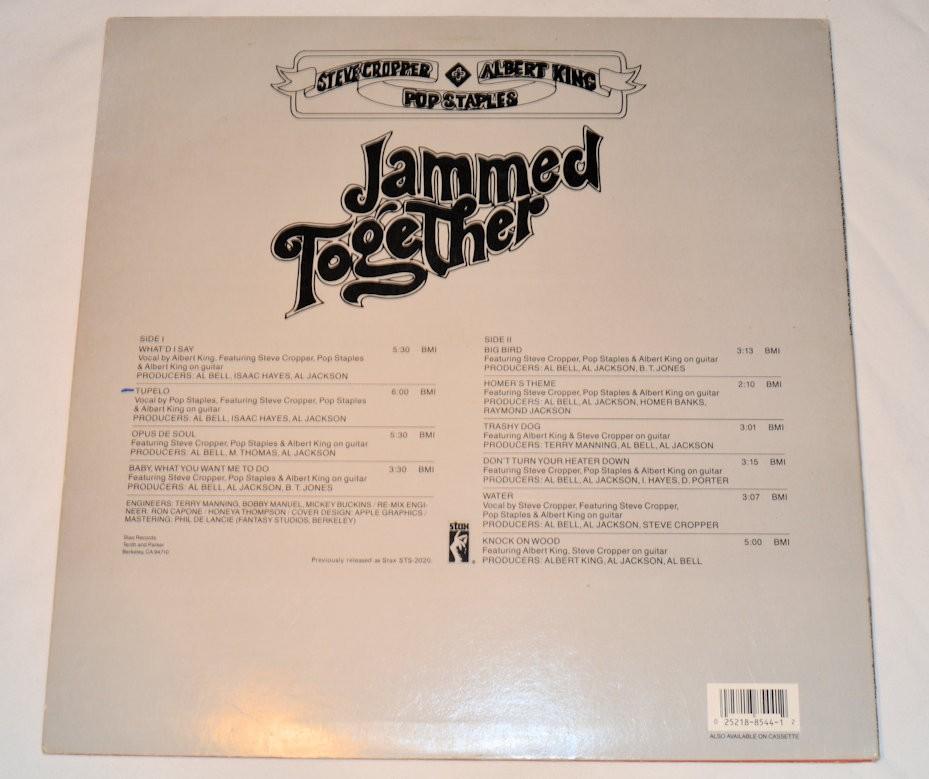 STEVE CROPPER ALBERT KING
POP STAPLES
Jammed
Together
SIDE I
WHAT'D I SAY 5:30 BMI
Vocal by Albert King, Featuring Steve Cropper, Pop Staples
& Albert King on guitar
PRODUCERS: AL BELL, ISAAC HAYES, AL JACKSON
TUPELO 6:00 BMI
Vocal by Pop Staples, Featuring Steve Cropper, Pop Staples
& Albert King on guitar
PRODUCERS: AL BELL, ISAAC HAYES, AL JACKSON
OPUS DE SOUL 5:30 BMI
Featuring Steve Cropper, Pop Staples & Albert King on guitar
PRODUCERS: AL BELL, M. THOMAS, AL JACKSON
BABY, WHAT YOU WANT ME TO DO 3:30 BMI
Featuring Steve Cropper, Pop Staples & Albert King on guitar
PRODUCERS: AL BELL, AL JACKSON, B. T. JONES
ENGINEERS: TERRY MANNING, BOBBY MANUEL, MICKEY BUCKINS / RE-MIX ENGI-
NEER: RON CAPONE / HONEYA THOMPSON / COVER DESIGN: APPLE GRAPHICS /
MASTERING: PHIL DE LANCIE (FANTASY STUDIOS, BERKELEY)
Stax Records
Tenth and Parker
Berkeley, CA 94710
Previously released as Stax STS-2020.
SIDE II
BIG BIRD 3:13 BMI
Featuring Steve Cropper, Pop Staples & Albert King on guitar
PRODUCERS: AL BELL, AL JACKSON, B. T. JONES
HOMER'S THEME 2:10 BMI
Featuring Steve Cropper, Pop Staples & Albert King on guitar
PRODUCERS: AL BELL, AL JACKSON, HOMER BANKS,
RAYMOND JACKSON
TRASHY DOG 3:01 BMI
Featuring Albert King & Steve Cropper on guitar
PRODUCERS: TERRY MANNING, AL BELL, AL JACKSON
DON'T TURN YOUR HEATER DOWN 3:15 BMI
Featuring Steve Cropper, Pop Staples & Albert King on guitar
PRODUCERS: AL BELL, AL JACKSON, I. HAYES, D. PORTER
WATER 3:07 BMI
Vocal by Steve Cropper, Featuring Steve Cropper,
Pop Staples & Albert King on guitar
PRODUCERS: AL BELL, AL JACKSON, STEVE CROPPER
KNOCK ON WOOD 5:00 BMI
Featuring Albert King, Steve Cropper on guitar
PRODUCERS: ALBERT KING, AL JACKSON, AL BELL
stax
®
0 25218-8544-1 2
ALSO AVAILABLE ON CASSETTE